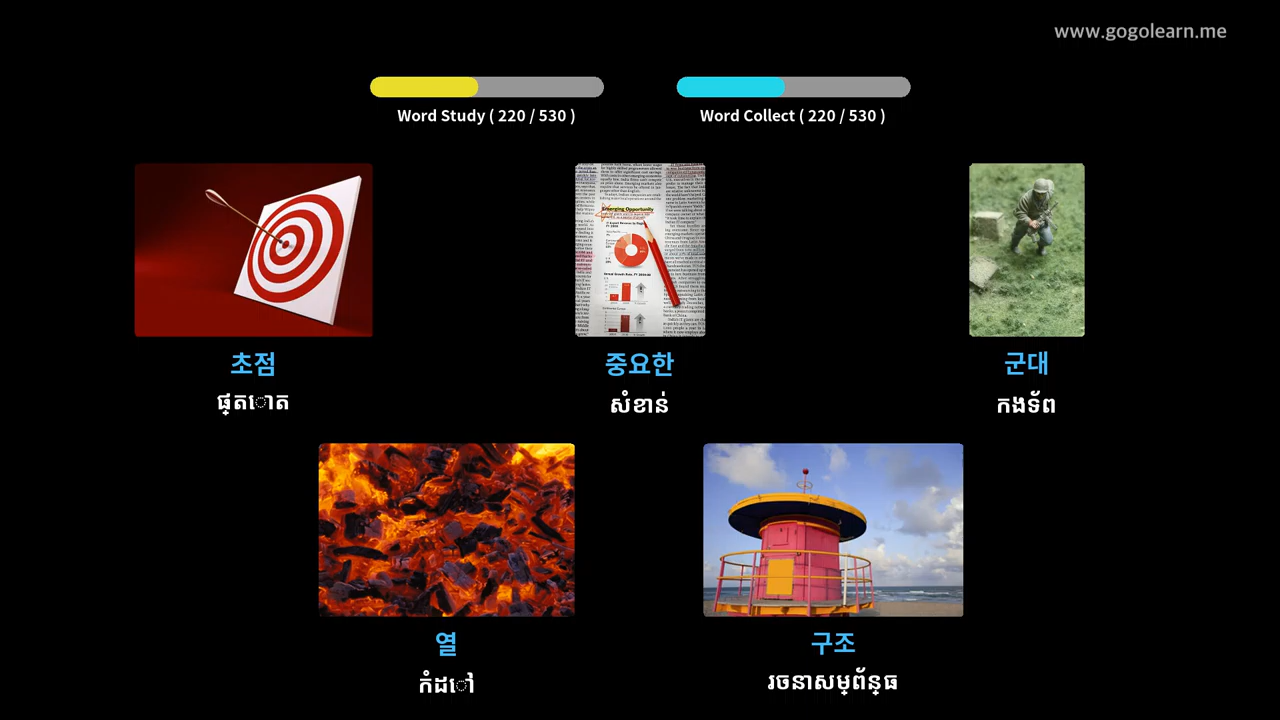 www.gogolearn.me
Word Study ( 220 / 530 )
Word Collect ( 220 / 530 )
Emerging Opportunity
초점
중요한
군대
ផ្តោត
សំខាន់
កងទ័ព
열
구조
កំដៅ
រចនាសម្ព័ន្ធ